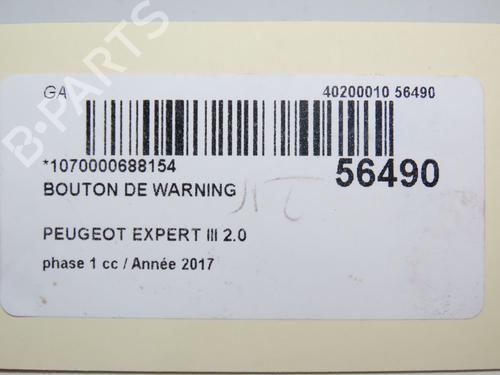 GA
40200010 56490
*1070000688154
56490
BOUTON DE WARNING
PEUGEOT EXPERT III 2.0
phase 1 cc / Année 2017
B-PARTS